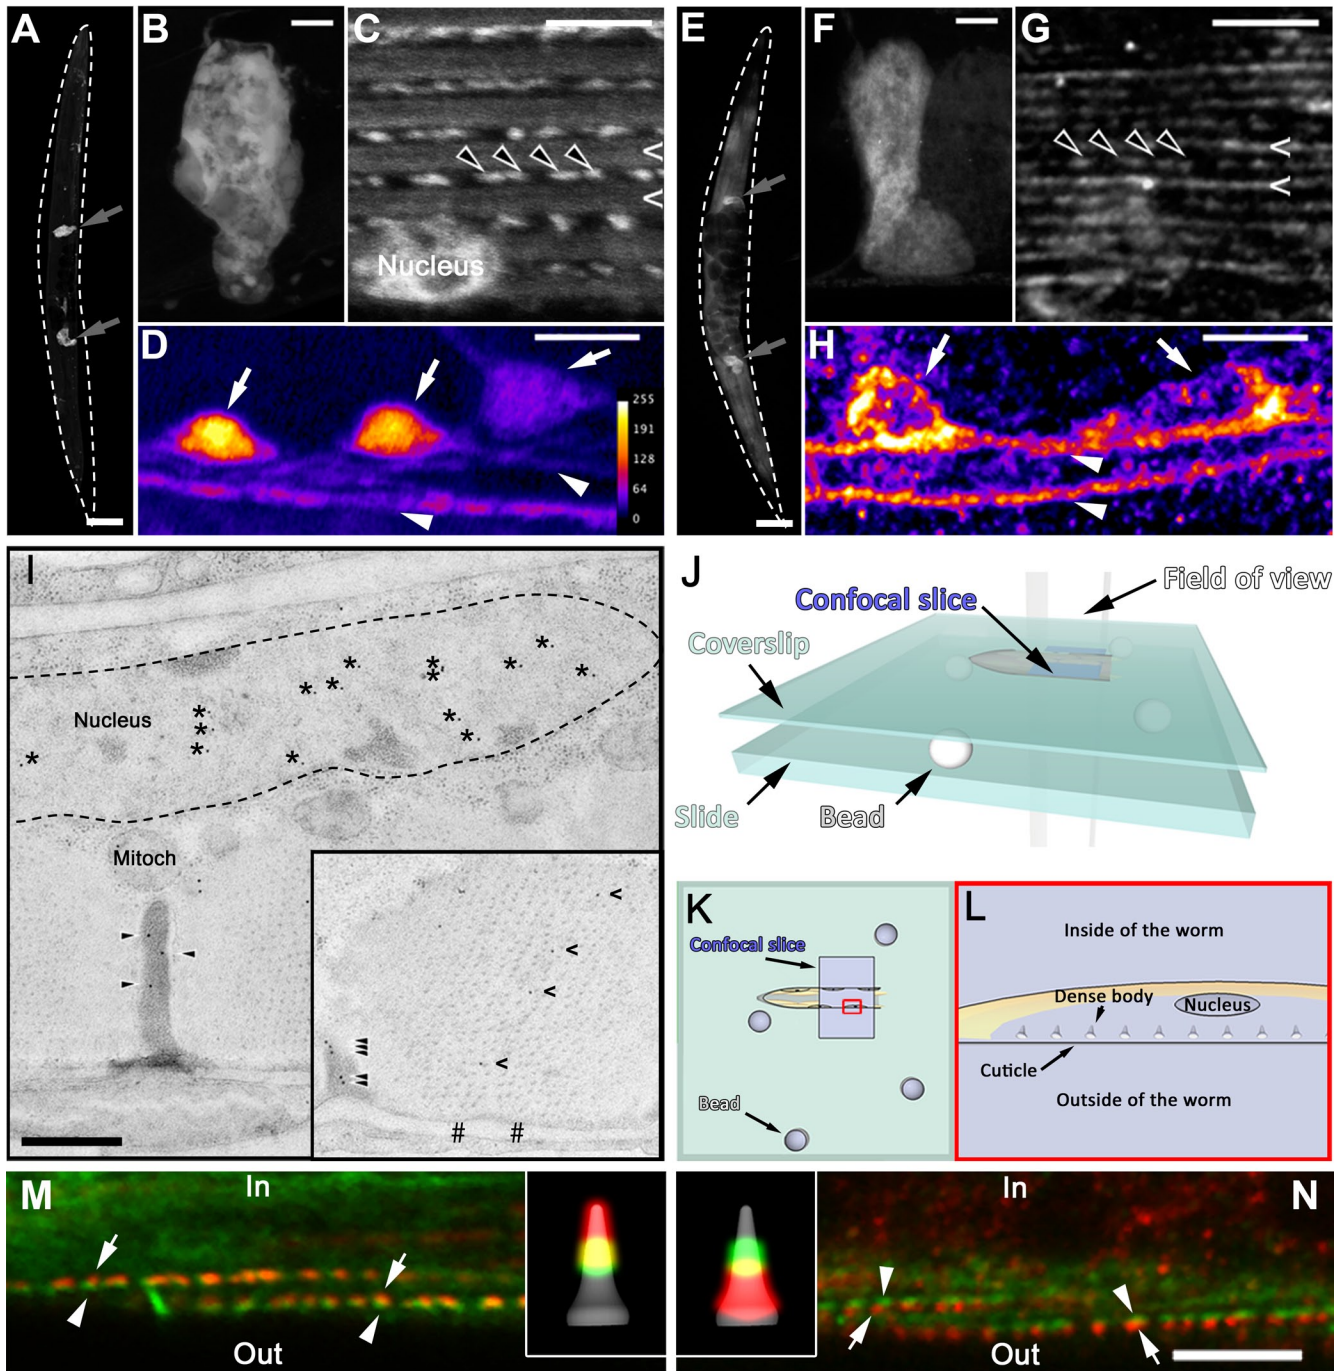 A
B
C
Nucleus
D
255
191
128
64
0
E
F
G
H
I
Nucleus
Mitoch
#
#
J
Field of view
Confocal slice
Coverslip
Slide
Bead
K
Confocal slice
Bead
L
Inside of the worm
Dense body
Nucleus
Cuticle
Outside of the worm
M
In
Out
In
N
Out